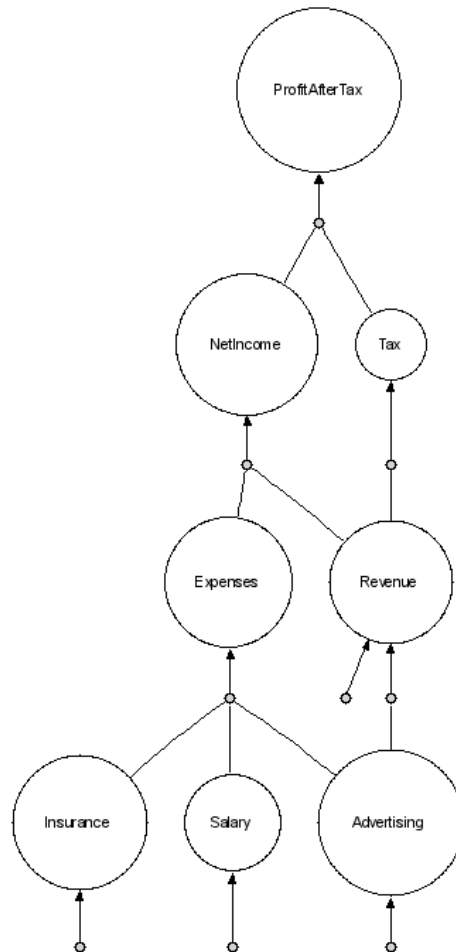 ProfitAfterTax
NetIncome
Tax
Expenses
Revenue
Insurance
Salary
Advertising